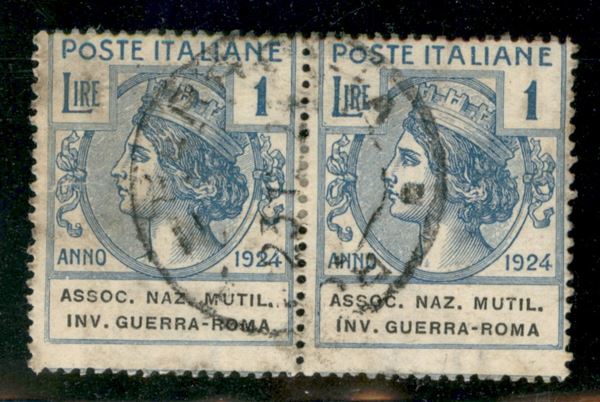 POSTE ITALIANE
LIRE 1
ANNO 1924
ASSOC. NAZ. MUTIL.
INV. GUERRA-ROMA
POSTE ITALIANE
LIRE 1
ANNO 1924
ASSOC. NAZ. MUTIL.
INV. GUERRA-ROMA